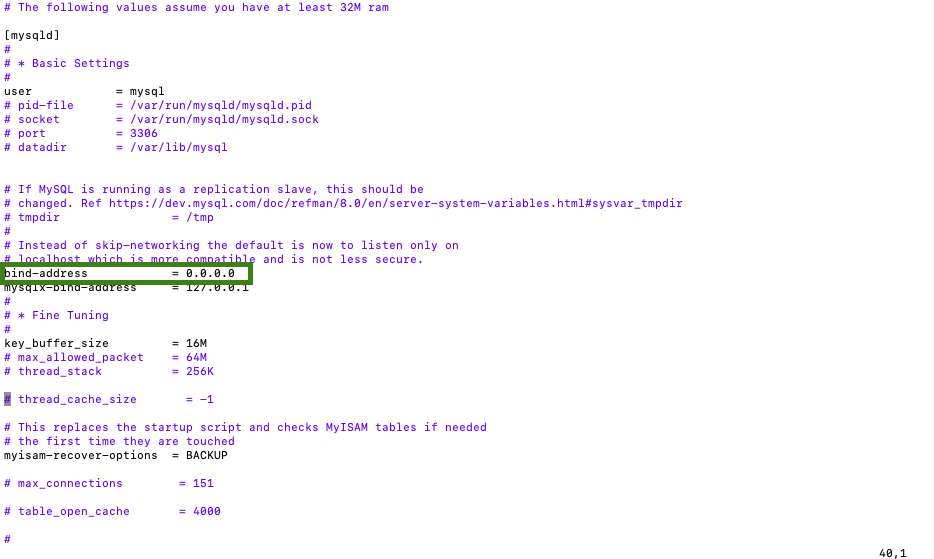 # The following values assume you have at least 32M ram
[mysqld]
#
# * Basic Settings
#
user            = mysql
# pid-file      = /var/run/mysqld/mysqld.pid
# socket        = /var/run/mysqld/mysqld.sock
# port          = 3306
# datadir       = /var/lib/mysql
# If MySQL is running as a replication slave, this should be
# changed. Ref https://dev.mysql.com/doc/refman/8.0/en/server-system-variables.html#sysvar_tmpdir
# tmpdir                = /tmp
#
# Instead of skip-networking the default is now to listen only on
# localhost which is more compatible and is not less secure.
bind-address            = 0.0.0.0
mysqlx-bind-address     = 127.0.0.1
#
# * Fine Tuning
#
key_buffer_size         = 16M
# max_allowed_packet    = 64M
# thread_stack          = 256K
# thread_cache_size       = -1
# This replaces the startup script and checks MyISAM tables if needed
# the first time they are touched
myisam-recover-options  = BACKUP
# max_connections        = 151
# table_open_cache       = 4000
#
40,1